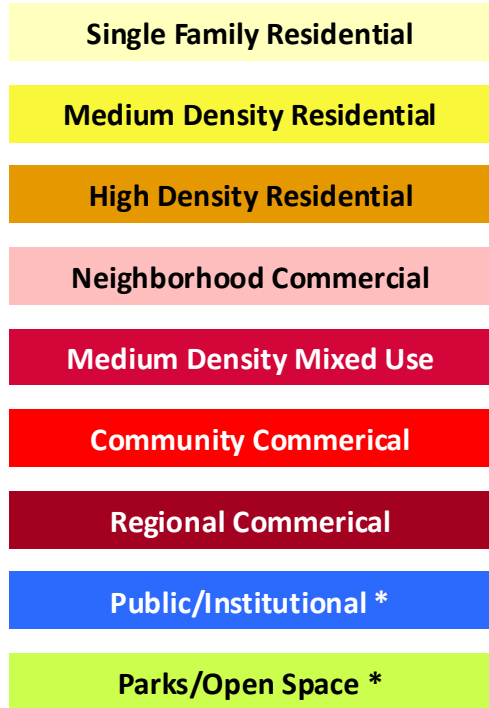 Single Family Residential
Medium Density Residential
High Density Residential
Neighborhood Commercial
Medium Density Mixed Use
Community Commerical
Regional Commerical
Public/Institutional *
Parks/Open Space *